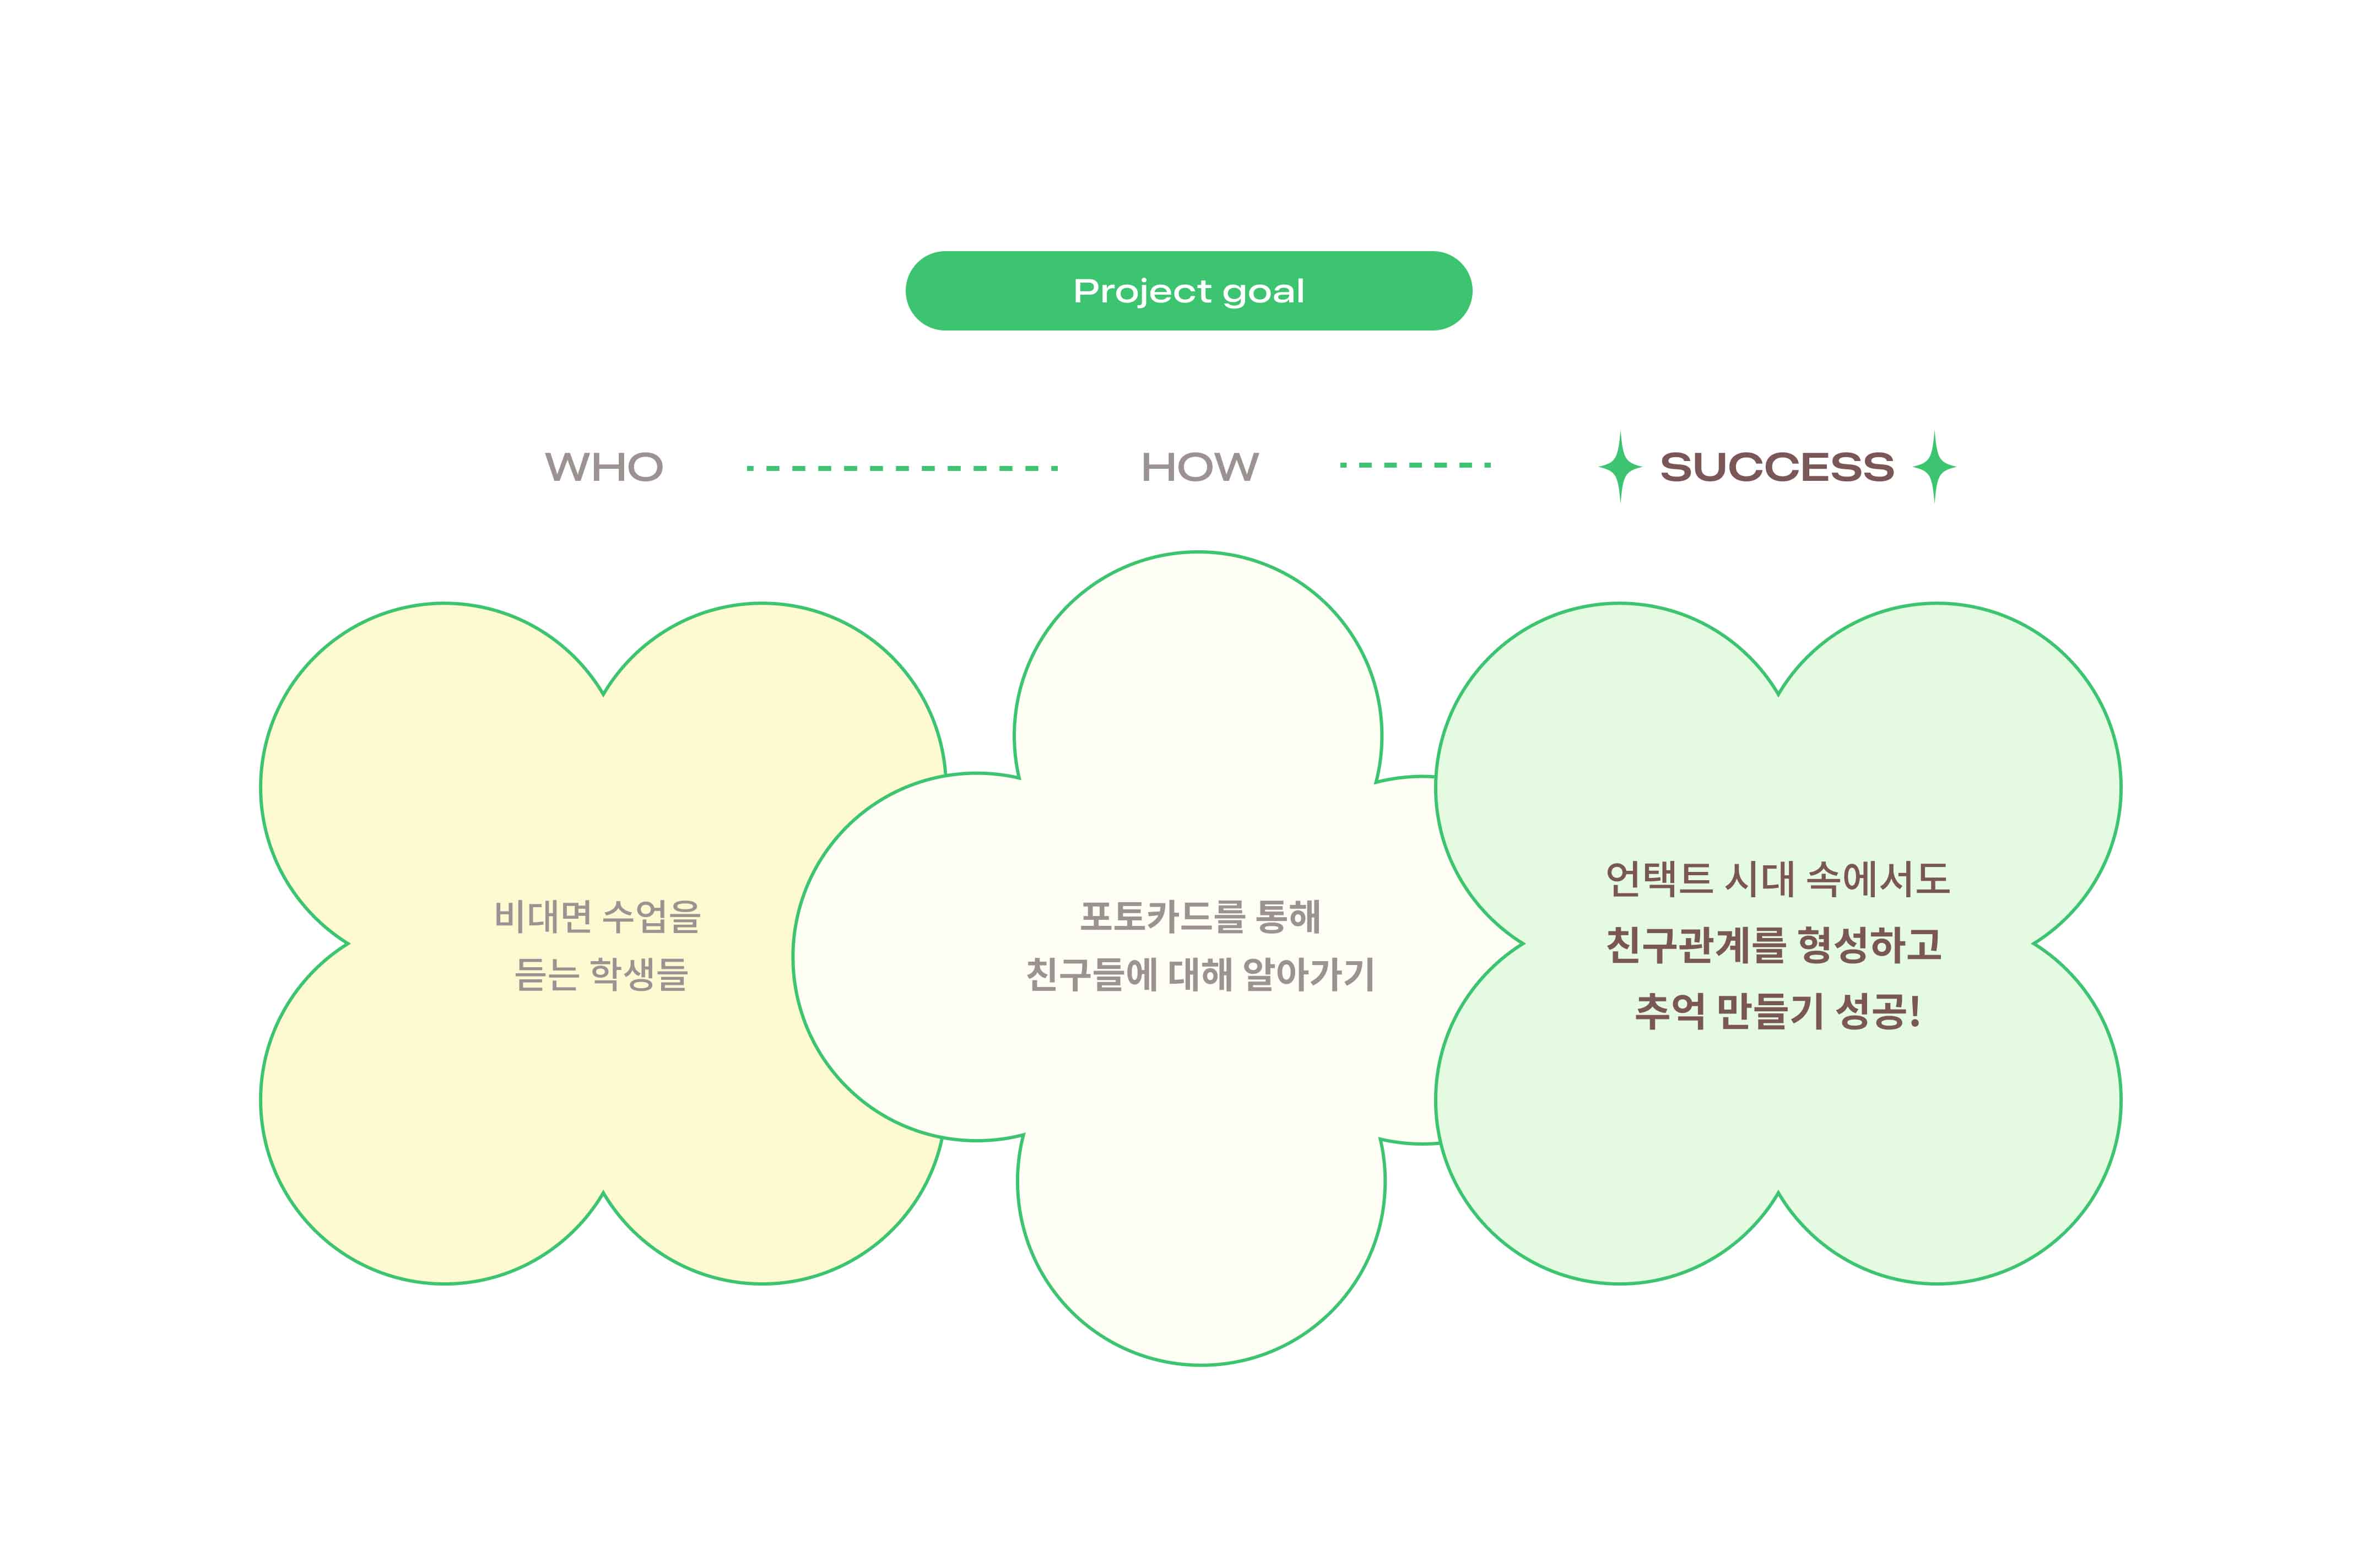 Project goal
WHO
HOW
SUCCESS
비대면 수업을
듣는 학생들
포토카드를 통해
친구들에 대해 알아가기
언택트 시대 속에서도
친구관계를 형성하고
추억 만들기 성공!